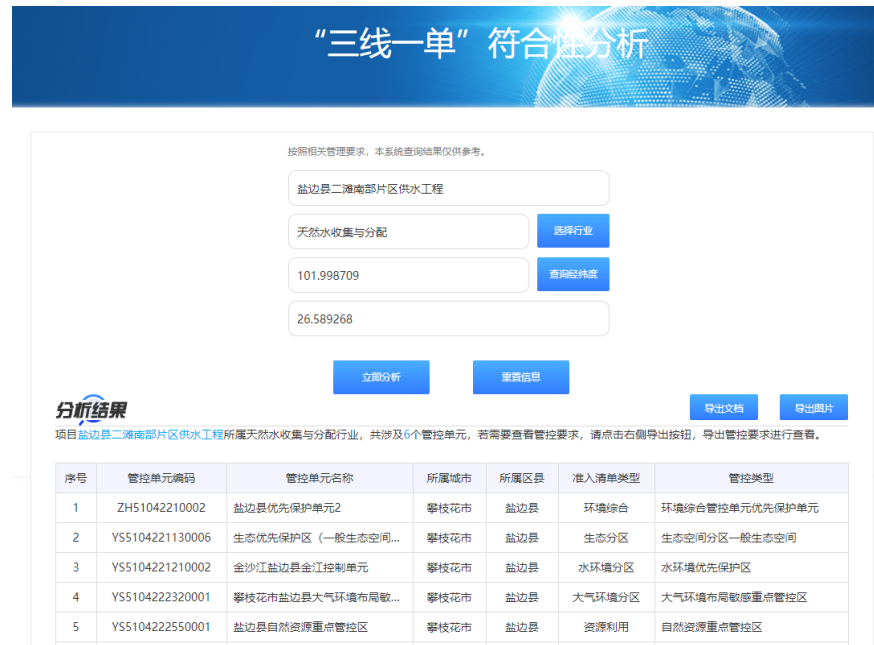 “三线一单”符合性分析
按照相关管理要求，本系统查询结果仅供参考。
盐边县二滩南部片区供水工程
天然水收集与分配 选择行业
101.998709 查询经纬度
26.589268
立即分析 重置信息
分析结果 导出文档 导出图片
项目盐边县二滩南部片区供水工程所属天然水收集与分配行业，共涉及6个管控单元，若需要查看管控要求，请点击右侧导出按钮，导出管控要求进行查看。
序号 管控单元编码 管控单元名称 所属城市 所属区县 准入清单类型 管控类型
1 ZH51042210002 盐边县优先保护单元2 攀枝花市 盐边县 环境综合 环境综合管控单元优先保护单元
2 YS5104221130006 生态优先保护区（一般生态空间... 攀枝花市 盐边县 生态分区 生态空间分区一般生态空间
3 YS5104221210002 金沙江盐边县金江控制单元 攀枝花市 盐边县 水环境分区 水环境优先保护区
4 YS5104222320001 攀枝花市盐边县大气环境布局敏... 攀枝花市 盐边县 大气环境分区 大气环境布局敏感重点管控区
5 YS5104222550001 盐边县自然资源重点管控区 攀枝花市 盐边县 资源利用 自然资源重点管控区